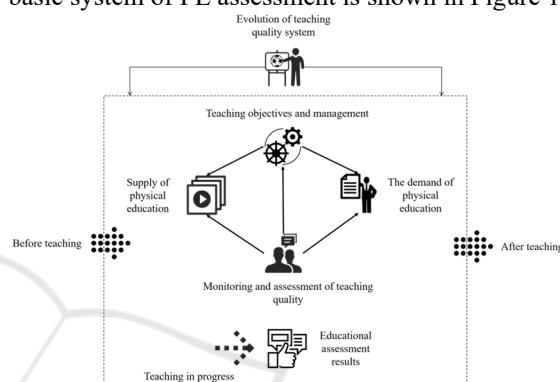 basic system of PE assessment is shown in Figure 1
Evolution of teaching
quality system
Teaching objectives and management
Supply of
physical
education
The demand of
physical
education
Before teaching
After teaching
Monitoring and assessment of teaching
quality
Educational
assessment
results
Teaching in progress